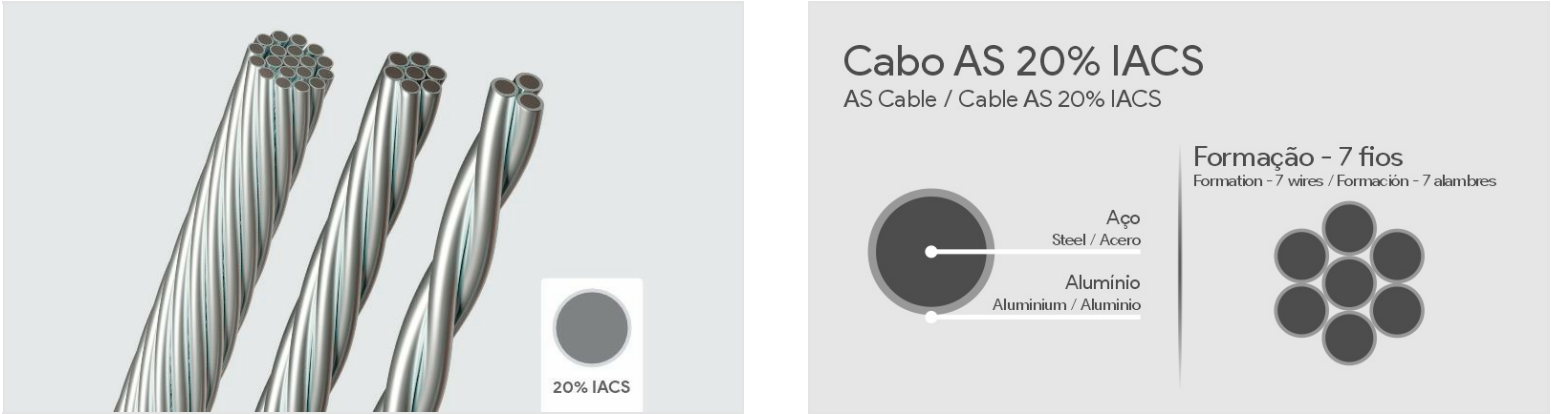 20% IACS
Cabo AS 20% IACS
AS Cable / Cable AS 20% IACS
Formação - 7 fios
Formation - 7 wires / Formación - 7 alambres
Aço
Steel / Acero
Alumínio
Aluminium / Aluminio